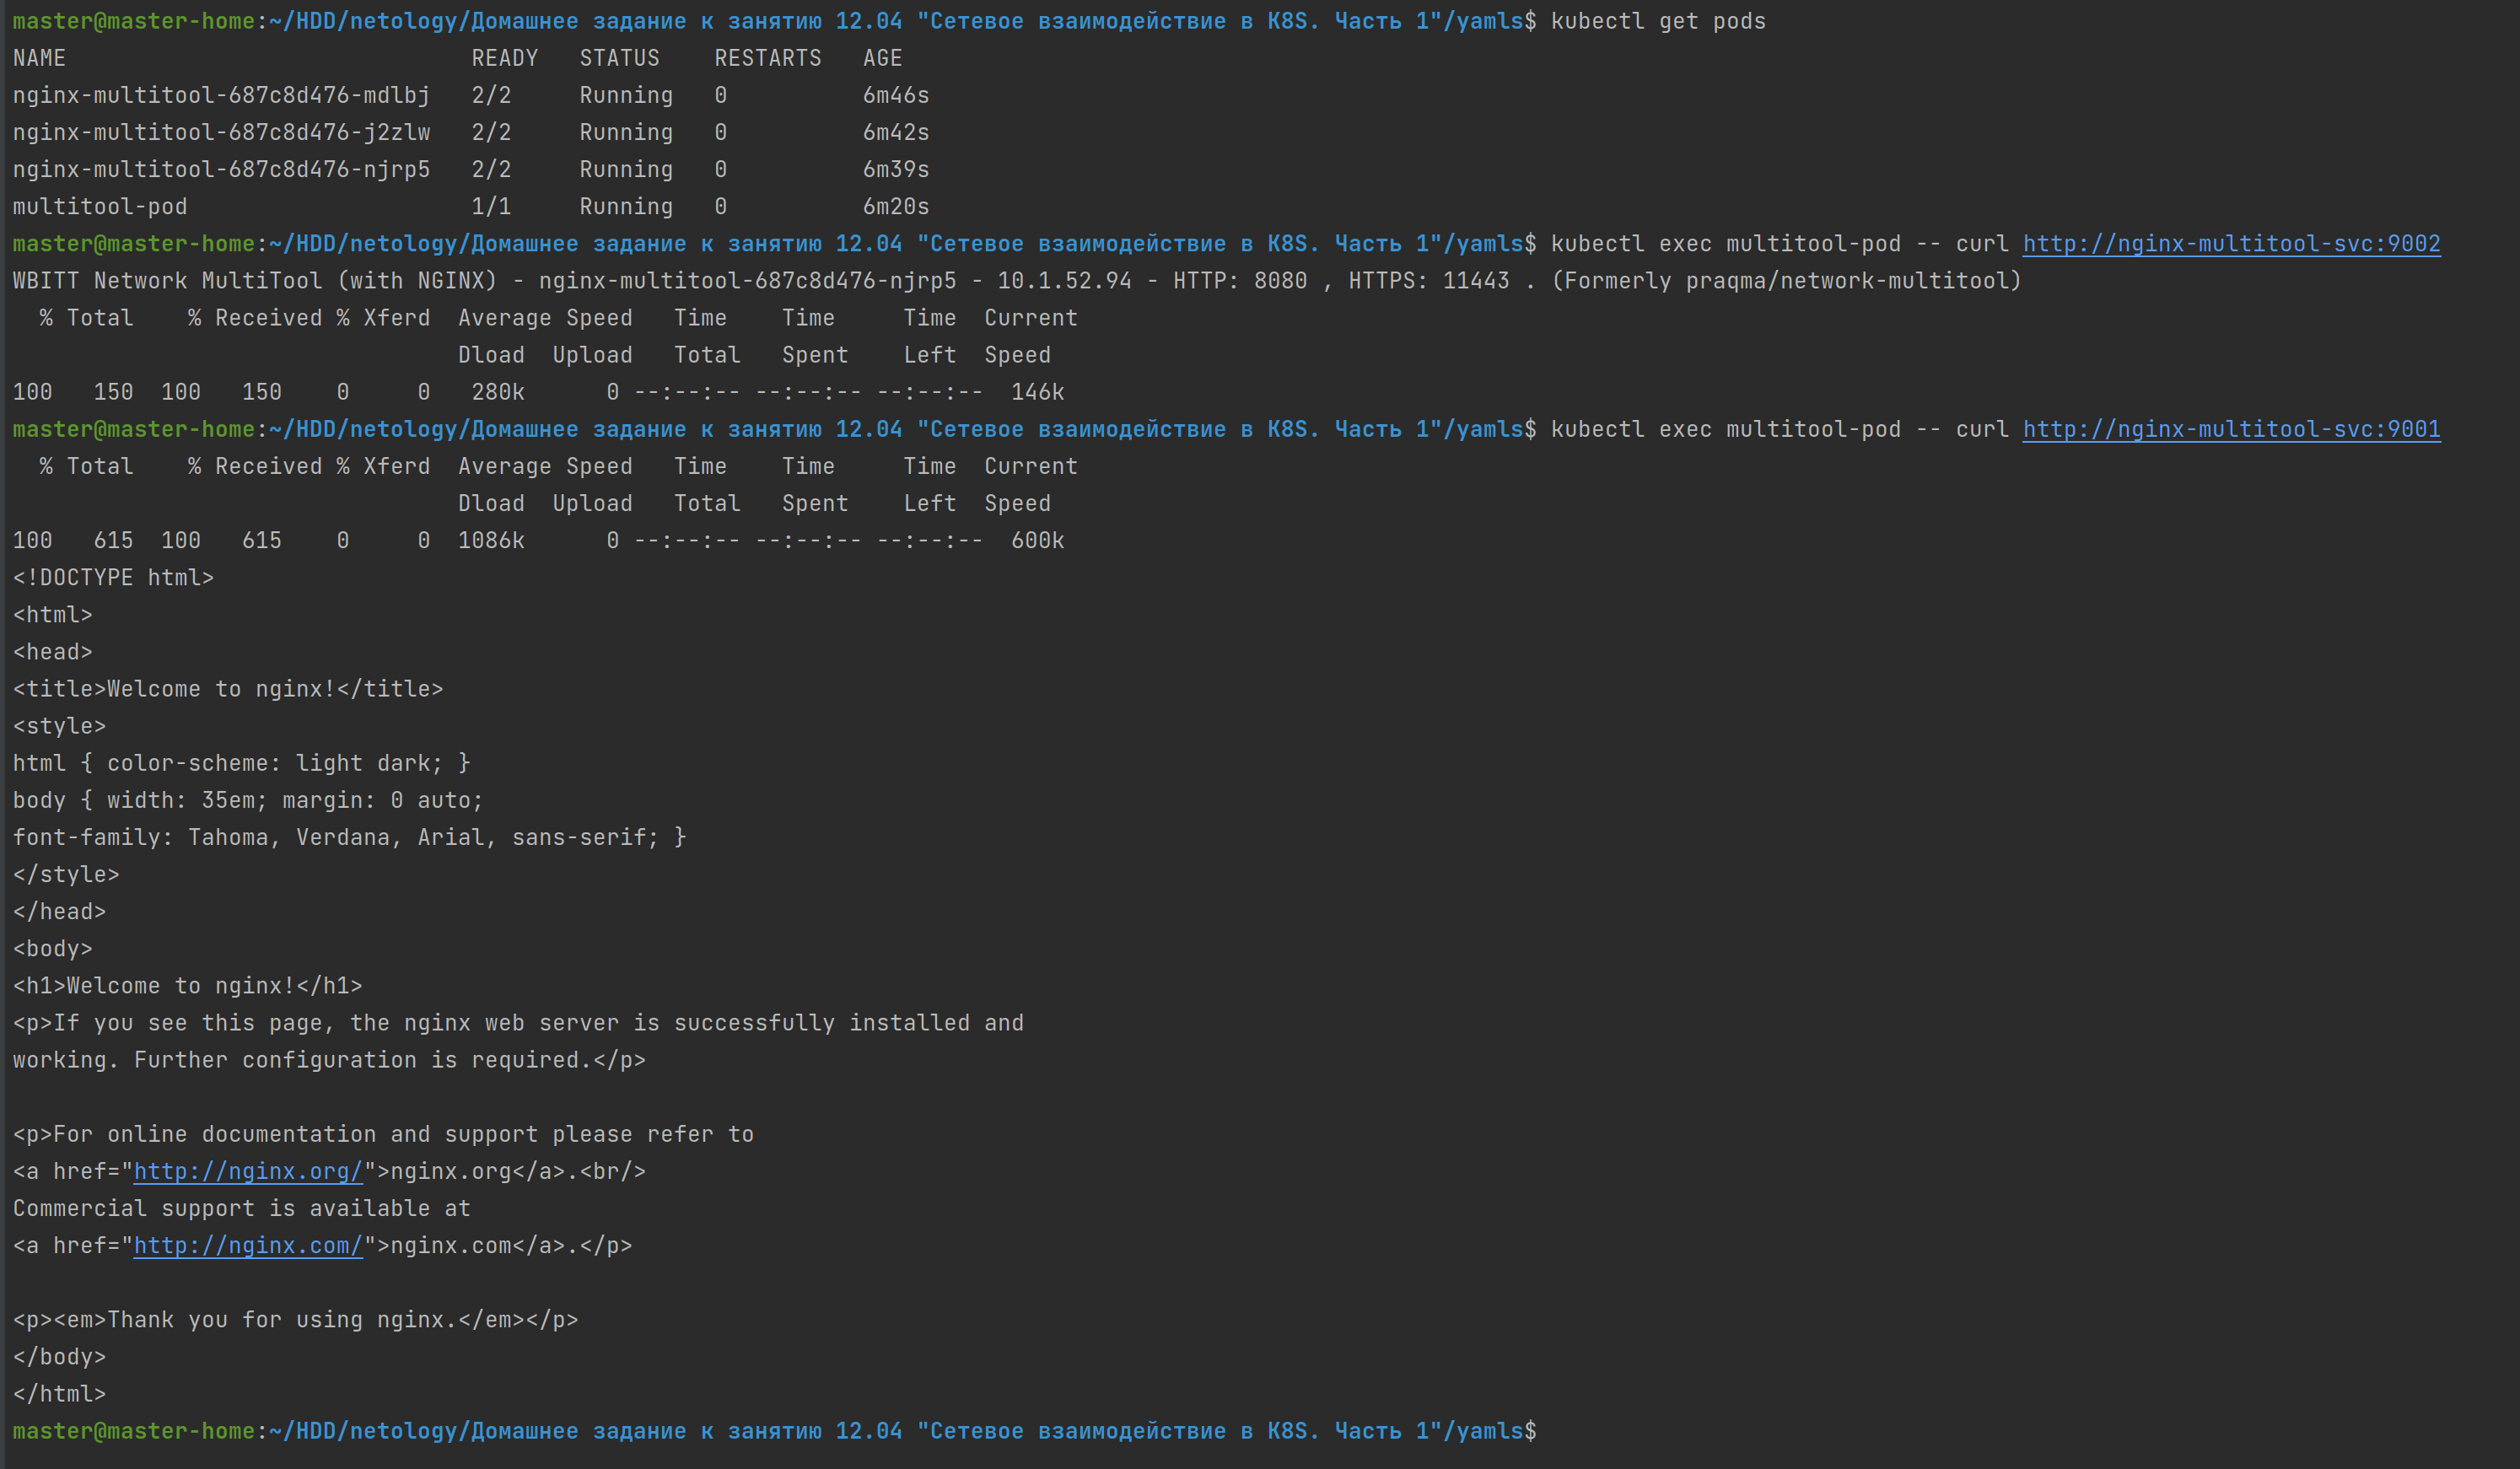 master@master-home:~/HDD/netology/Домашнее задание к занятию 12.04 "Сетевое взаимодействие в K8S. Часть 1"/yamls$ kubectl get pods
NAME                              READY   STATUS    RESTARTS   AGE
nginx-multitool-687c8d476-mdlbj   2/2     Running   0          6m46s
nginx-multitool-687c8d476-j2zlw   2/2     Running   0          6m42s
nginx-multitool-687c8d476-njrp5   2/2     Running   0          6m39s
multitool-pod                     1/1     Running   0          6m20s
master@master-home:~/HDD/netology/Домашнее задание к занятию 12.04 "Сетевое взаимодействие в K8S. Часть 1"/yamls$ kubectl exec multitool-pod -- curl http://nginx-multitool-svc:9002
WBITT Network MultiTool (with NGINX) - nginx-multitool-687c8d476-njrp5 - 10.1.52.94 - HTTP: 8080 , HTTPS: 11443 . (Formerly praqma/network-multitool)
  % Total    % Received % Xferd  Average Speed   Time    Time     Time  Current
                                 Dload  Upload   Total   Spent    Left  Speed
100   150  100   150    0     0   280k      0 --:--:-- --:--:-- --:--:--  146k
master@master-home:~/HDD/netology/Домашнее задание к занятию 12.04 "Сетевое взаимодействие в K8S. Часть 1"/yamls$ kubectl exec multitool-pod -- curl http://nginx-multitool-svc:9001
  % Total    % Received % Xferd  Average Speed   Time    Time     Time  Current
                                 Dload  Upload   Total   Spent    Left  Speed
100   615  100   615    0     0  1086k      0 --:--:-- --:--:-- --:--:--  600k
<!DOCTYPE html>
<html>
<head>
<title>Welcome to nginx!</title>
<style>
html { color-scheme: light dark; }
body { width: 35em; margin: 0 auto;
font-family: Tahoma, Verdana, Arial, sans-serif; }
</style>
</head>
<body>
<h1>Welcome to nginx!</h1>
<p>If you see this page, the nginx web server is successfully installed and
working. Further configuration is required.</p>

<p>For online documentation and support please refer to
<a href="http://nginx.org/">nginx.org</a>.<br/>
Commercial support is available at
<a href="http://nginx.com/">nginx.com</a>.</p>

<p><em>Thank you for using nginx.</em></p>
</body>
</html>
master@master-home:~/HDD/netology/Домашнее задание к занятию 12.04 "Сетевое взаимодействие в K8S. Часть 1"/yamls$